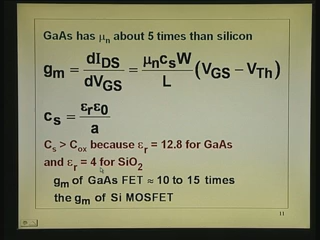 GaAs has μn about 5 times than silicon
gm = dIDS / dVGS = μn cs W / L (VGS − VTh)
cs = εr ε0 / a
Cs > Cox because εr = 12.8 for GaAs
and εr = 4 for SiO2
gm of GaAs FET ≈ 10 to 15 times
the gm of Si MOSFET
11